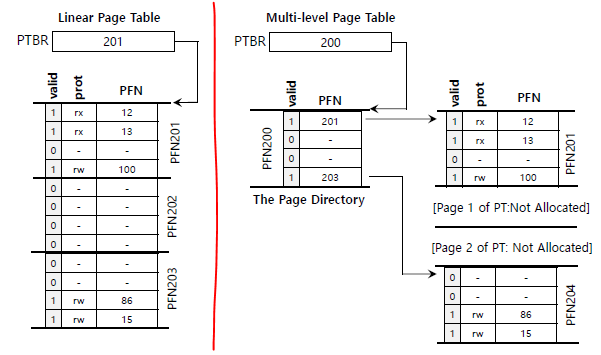 Linear Page Table
PTBR 201
valid prot PFN
1 rx 12
1 rx 13
0 - -
1 rw 100
PFN201
0 - -
0 - -
0 - -
0 - -
PFN202
0 - -
0 - -
1 rw 86
1 rw 15
PFN203
Multi-level Page Table
PTBR 200
valid PFN
1 201
0 -
0 -
1 203
PFN200
The Page Directory
valid prot PFN
1 rx 12
1 rx 13
0 - -
1 rw 100
PFN201
[Page 1 of PT:Not Allocated]
[Page 2 of PT: Not Allocated]
0 - -
0 - -
1 rw 86
1 rw 15
PFN204